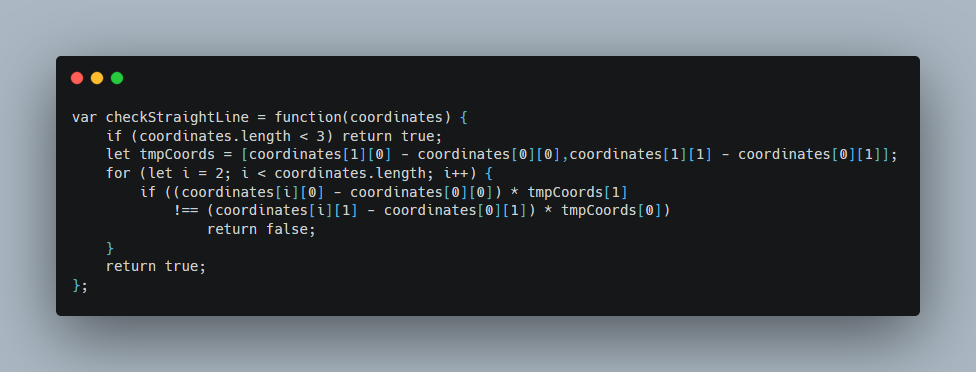 var checkStraightLine = function(coordinates) {
    if (coordinates.length < 3) return true;
    let tmpCoords = [coordinates[1][0] - coordinates[0][0],coordinates[1][1] - coordinates[0][1]];
    for (let i = 2; i < coordinates.length; i++) {
        if ((coordinates[i][0] - coordinates[0][0]) * tmpCoords[1]
            !== (coordinates[i][1] - coordinates[0][1]) * tmpCoords[0])
                return false;
    }
    return true;
};